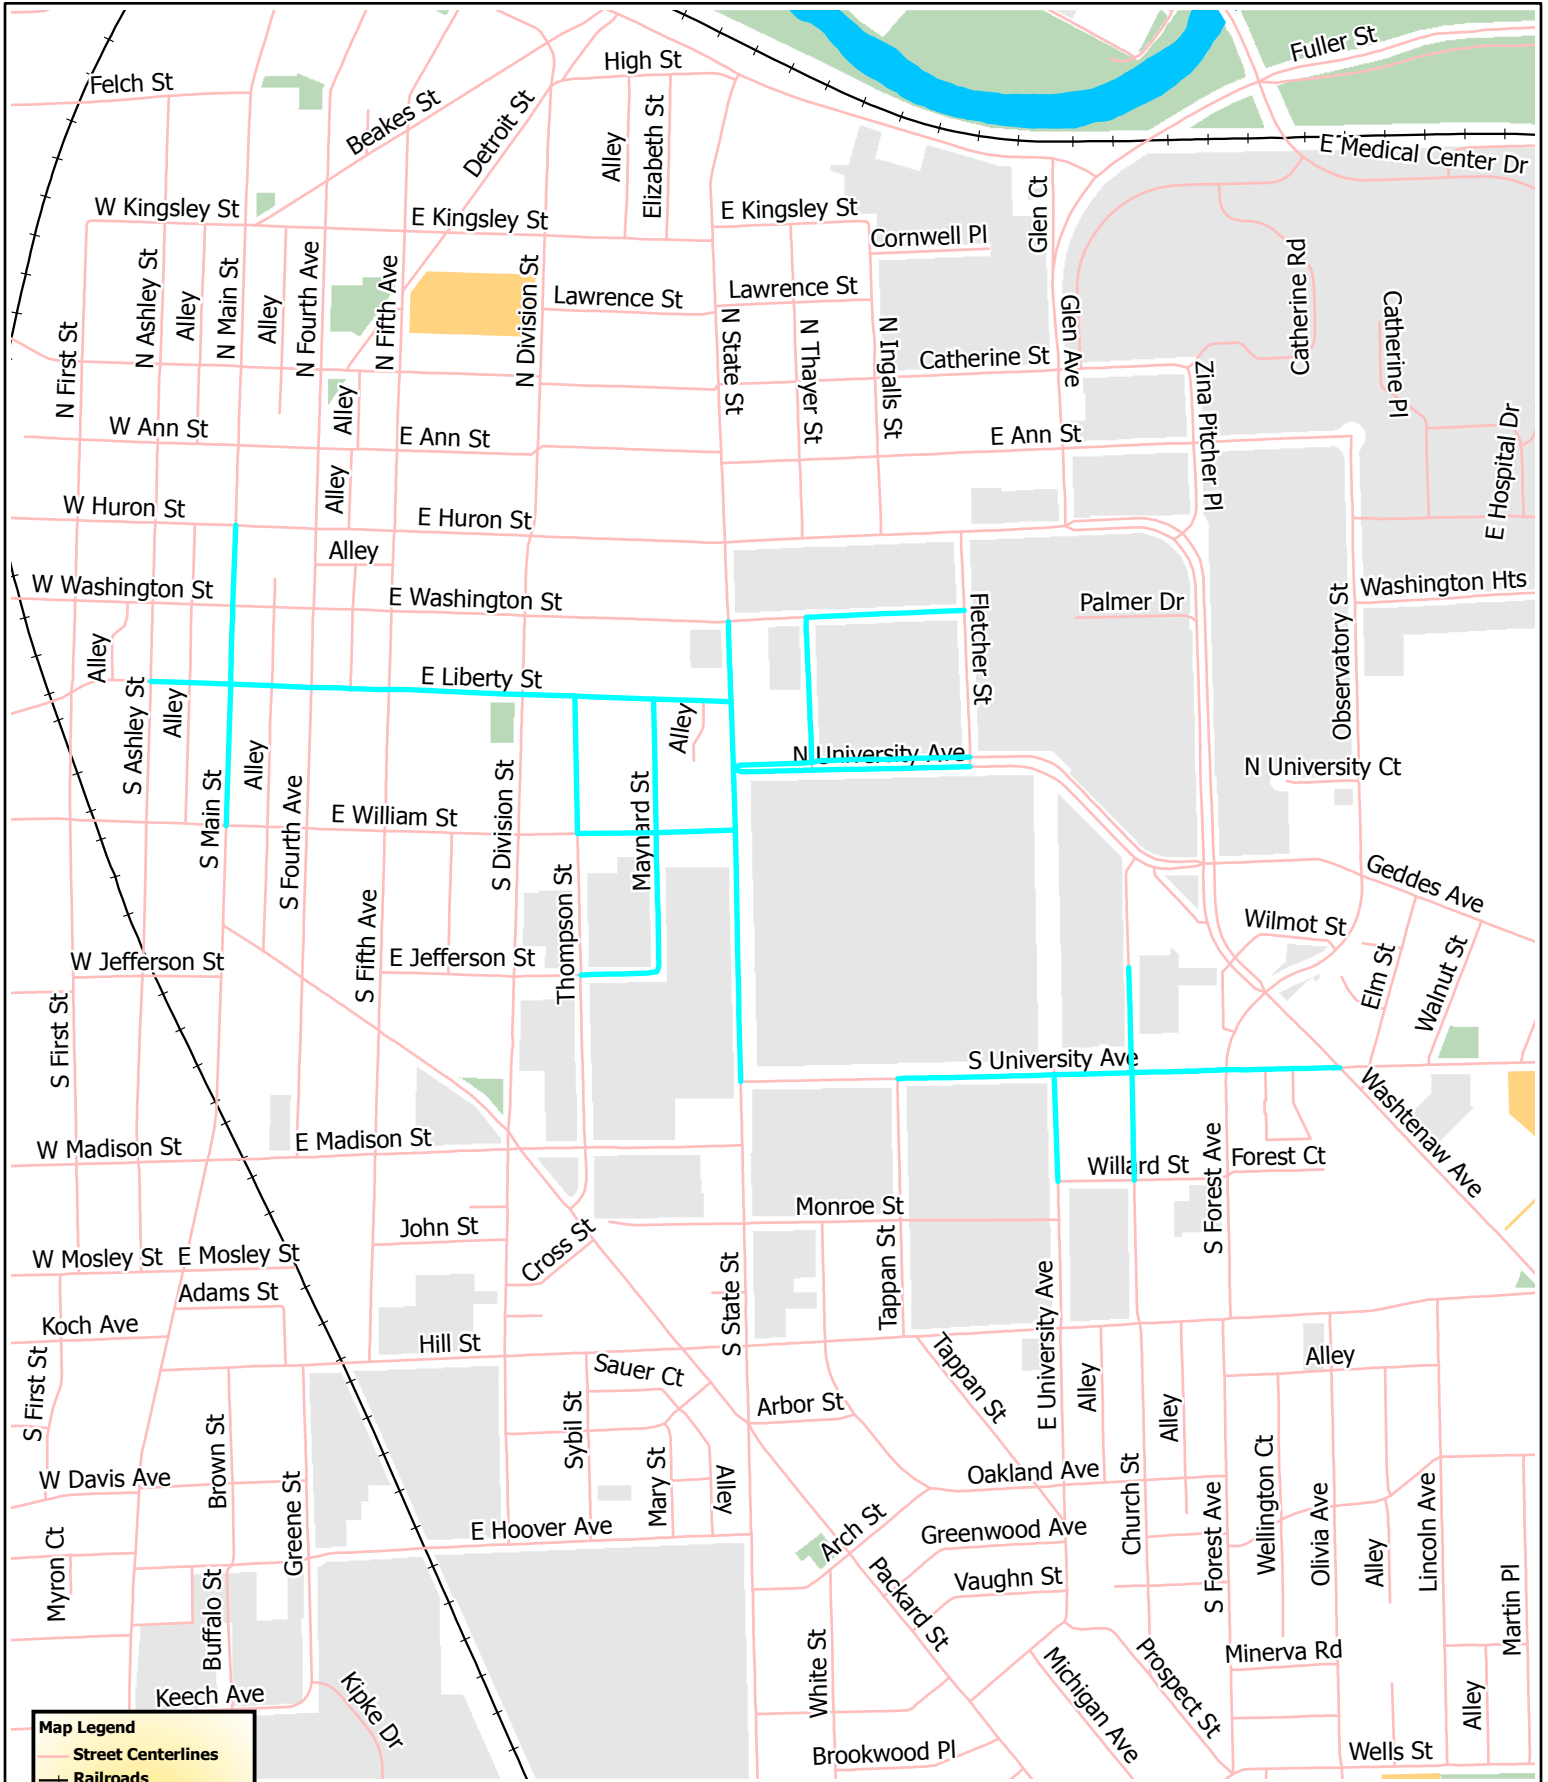 Fuller St
High St
Felch St
Beakes St
Detroit St
Alley
Elizabeth St
E Medical Center Dr
Glen Ct
W Kingsley St
E Kingsley St
E Kingsley St
Cornwell Pl
Catherine Rd
N Ashley St
Alley
N Main St
Alley
N Fourth Ave
N Fifth Ave
N Division St
Lawrence St
Lawrence St
N First St
N State St
N Thayer St
N Ingalls St
Glen Ave
Catherine St
Catherine Pl
Zina Pitcher Pl
Alley
W Ann St
E Ann St
E Ann St
E Hospital Dr
Alley
W Huron St
E Huron St
Alley
W Washington St
E Washington St
Fletcher St
Palmer Dr
Observatory St
Washington Hts
Alley
S Ashley St
Alley
E Liberty St
Alley
N University Ave
N University Ct
Alley
S Main St
S Fourth Ave
E William St
S Division St
Maynard St
Thompson St
Geddes Ave
Wilmot St
Elm St
Walnut St
S Fifth Ave
W Jefferson St
E Jefferson St
S First St
S University Ave
Washtenaw Ave
W Madison St
E Madison St
Willard St
S Forest Ave
Forest Ct
Monroe St
John St
Cross St
Tappan St
W Mosley St
E Mosley St
Adams St
S State St
E University Ave
Koch Ave
Hill St
S First St
Sauer Ct
Tappan St
Alley
Alley
Arbor St
Alley
Sybil St
Brown St
Mary St
Alley
W Davis Ave
Greene St
Oakland Ave
Church St
S Forest Ave
Wellington Ct
Olivia Ave
Alley
Lincoln Ave
E Hoover Ave
Arch St
Greenwood Ave
Myron Ct
Buffalo St
Packard St
Vaughn St
Martin Pl
White St
Michigan Ave
Prospect St
Minerva Rd
Alley
Keech Ave
Kipke Dr
Brookwood Pl
Wells St
Map Legend
Street Centerlines
Railroads